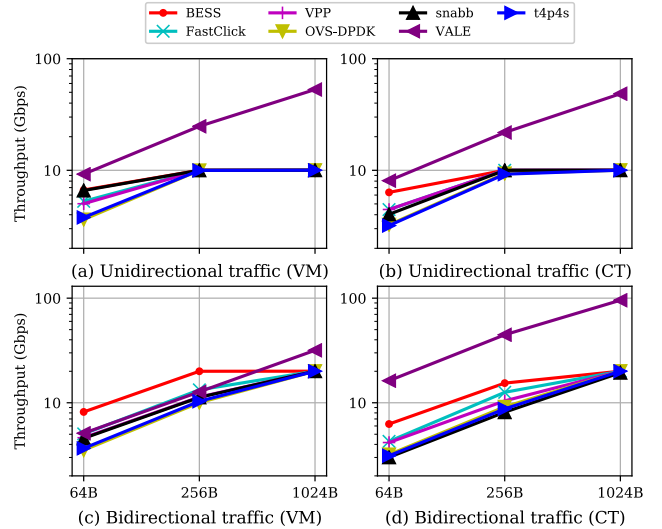 BESS VPP snabb t4p4s
FastClick OVS-DPDK VALE
Throughput (Gbps)
100
10
100
10
(a) Unidirectional traffic (VM)
(b) Unidirectional traffic (CT)
Throughput (Gbps)
100
10
100
10
64B 256B 1024B
64B 256B 1024B
(c) Bidirectional traffic (VM)
(d) Bidirectional traffic (CT)